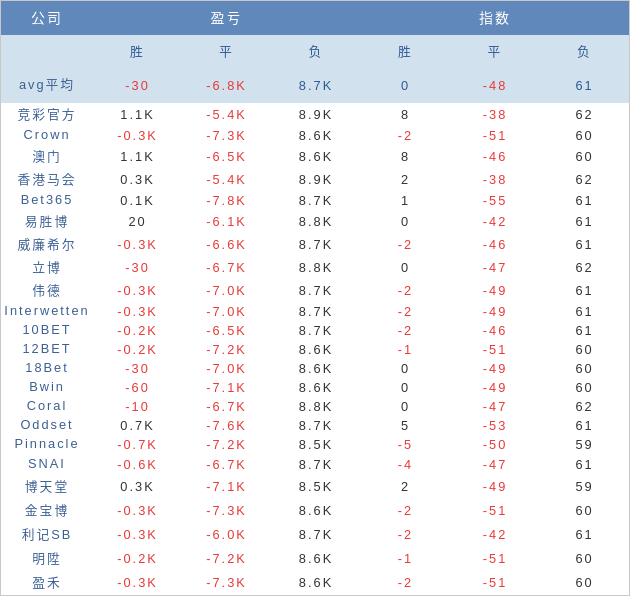 公司 盈亏 指数
胜 平 负 胜 平 负
avg平均 -30 -6.8K 8.7K 0 -48 61
竞彩官方 1.1K -5.4K 8.9K 8 -38 62
Crown -0.3K -7.3K 8.6K -2 -51 60
澳门 1.1K -6.5K 8.6K 8 -46 60
香港马会 0.3K -5.4K 8.9K 2 -38 62
Bet365 0.1K -7.8K 8.7K 1 -55 61
易胜博 20 -6.1K 8.8K 0 -42 61
威廉希尔 -0.3K -6.6K 8.7K -2 -46 61
立博 -30 -6.7K 8.8K 0 -47 62
伟德 -0.3K -7.0K 8.7K -2 -49 61
Interwetten -0.3K -7.0K 8.7K -2 -49 61
10BET -0.2K -6.5K 8.7K -2 -46 61
12BET -0.2K -7.2K 8.6K -1 -51 60
18Bet -30 -7.0K 8.6K 0 -49 60
Bwin -60 -7.1K 8.6K 0 -49 60
Coral -10 -6.7K 8.8K 0 -47 62
Oddset 0.7K -7.6K 8.7K 5 -53 61
Pinnacle -0.7K -7.2K 8.5K -5 -50 59
SNAI -0.6K -6.7K 8.7K -4 -47 61
博天堂 0.3K -7.1K 8.5K 2 -49 59
金宝博 -0.3K -7.3K 8.6K -2 -51 60
利记SB -0.3K -6.0K 8.7K -2 -42 61
明陞 -0.2K -7.2K 8.6K -1 -51 60
盈禾 -0.3K -7.3K 8.6K -2 -51 60